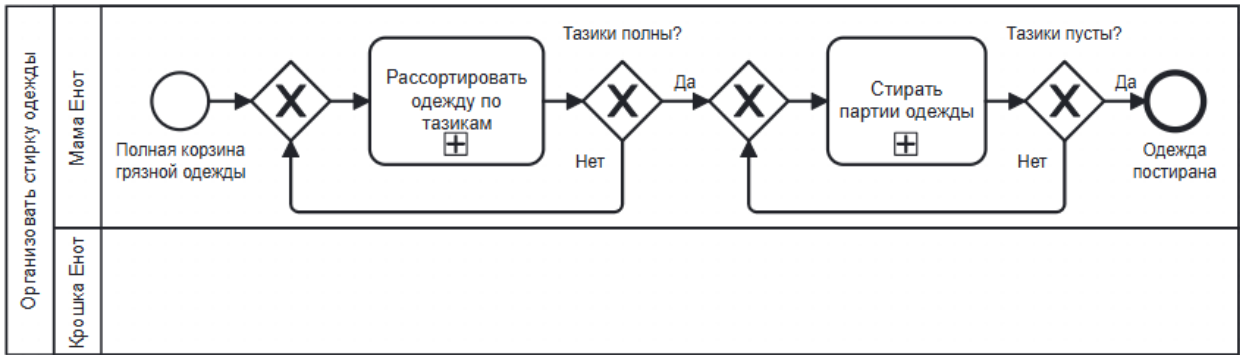 Организовать стирку одежды
Мама Енот
Полная корзина
грязной одежды
Рассортировать
одежду по
тазикам
Тазики полны?
Да
Нет
Стирать
партии одежды
Тазики пусты?
Да
Нет
Одежда
постирана
Крошка Енот